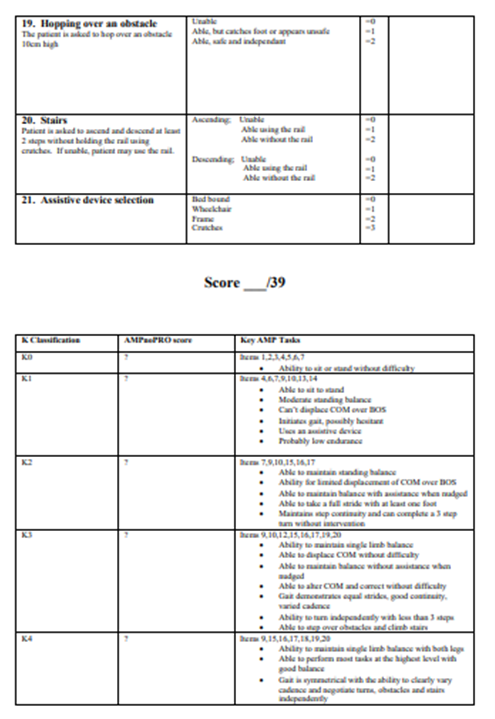 19. Hopping over an obstacle
The patient is asked to hop over an obstacle
10cm high
Unable =0
Able, but catches foot or appears unsafe =1
Able, safe and independant =2
20. Stairs
Patient is asked to ascend and descend at least
2 steps without holding the rail using
crutches. If unable, patient may use the rail.
Ascending; Unable =0
Able using the rail =1
Able without the rail =2
Descending; Unable =0
Able using the rail =1
Able without the rail =2
21. Assistive device selection
Bed bound =0
Wheelchair =1
Frame =2
Crutches =3
Score ___/39
K Classification AMPnoPRO score Key AMP Tasks
K0 ? Items 1,2,3,4,5,6,7
• Ability to sit or stand without difficulty
K1 ? Items 4,6,7,9,10,13,14
• Able to sit to stand
• Moderate standing balance
• Can't displace COM over BOS
• Initiates gait, possibly hesitant
• Uses an assistive device
• Probably low endurance
K2 ? Items 7,9,10,15,16,17
• Able to maintain standing balance
• Ability for limited displacement of COM over BOS
• Able to maintain balance with assistance when nudged
• Able to take a full stride with at least one foot
• Maintains step continuity and can complete a 3 step
turn without intervention
K3 ? Items 9,10,12,15,16,17,19,20
• Ability to maintain single limb balance
• Able to displace COM without difficulty
• Able to maintain balance without assistance when
nudged
• Able to alter COM and correct without difficulty
• Gait demonstrates equal strides, good continuity,
varied cadence
• Ability to turn independently with less than 3 steps
• Able to step over obstacles and climb stairs
K4 ? Items 9,15,16,17,18,19,20
• Ability to maintain single limb balance with both legs
• Able to perform most tasks at the highest level with
good balance
• Gait is symmetrical with the ability to clearly vary
cadence and negotiate turns, obstacles and stairs
independently